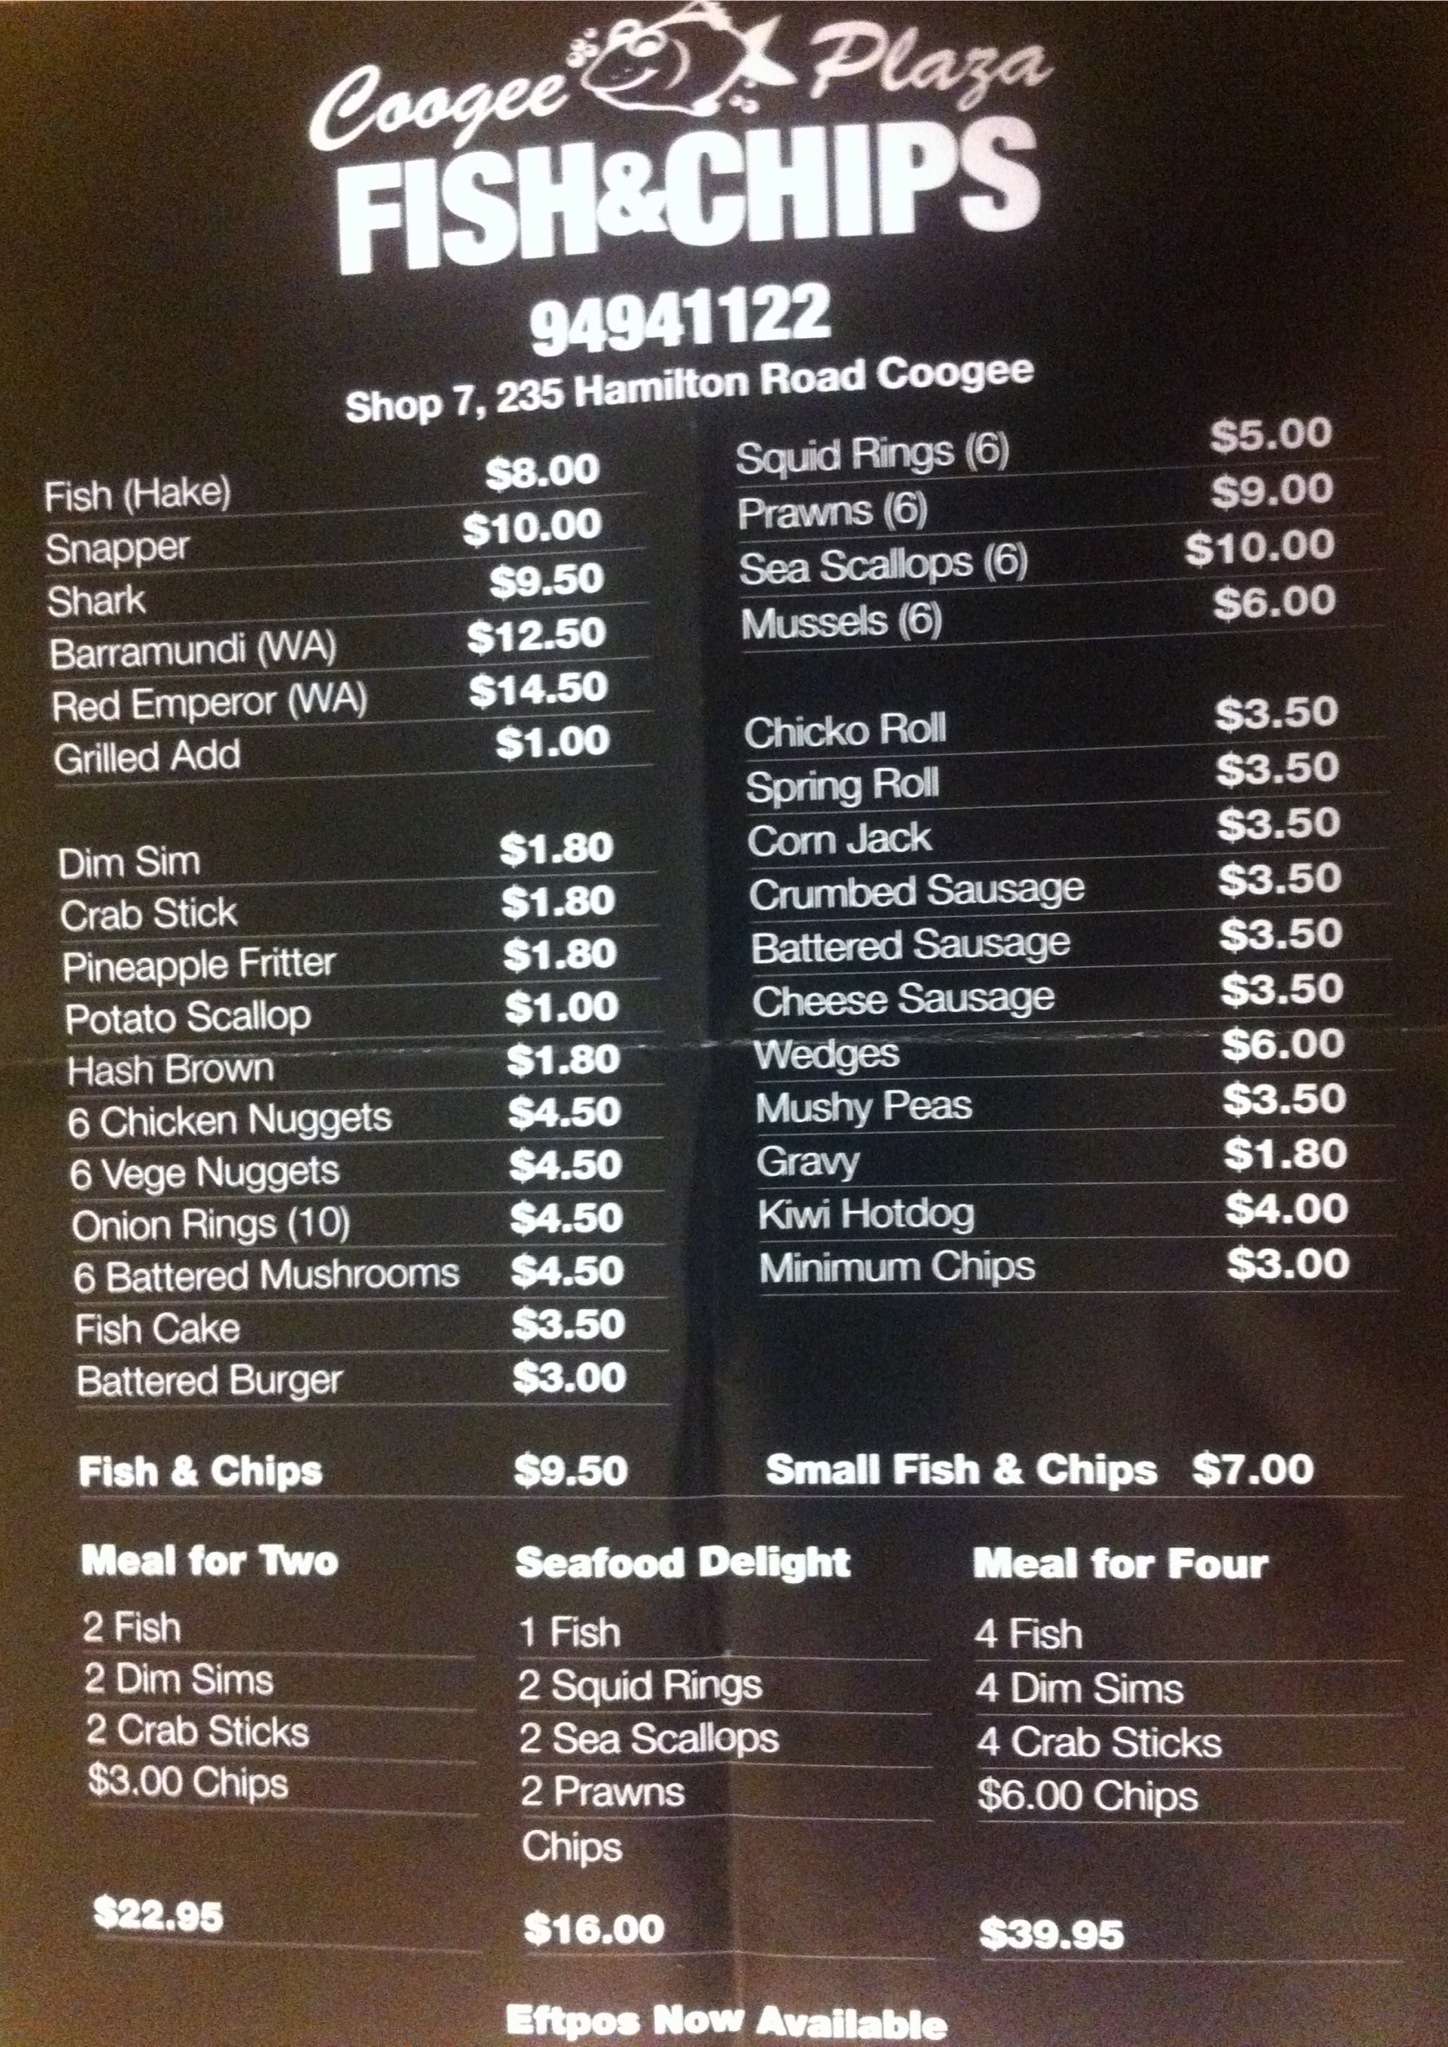 Coogee Plaza
FISH&CHIPS
94941122
Shop 7, 235 Hamilton Road Coogee
Fish (Hake) $8.00
Snapper $10.00
Shark $9.50
Barramundi (WA) $12.50
Red Emperor (WA) $14.50
Grilled Add $1.00
Dim Sim $1.80
Crab Stick $1.80
Pineapple Fritter $1.80
Potato Scallop $1.00
Hash Brown $1.80
6 Chicken Nuggets $4.50
6 Vege Nuggets $4.50
Onion Rings (10) $4.50
6 Battered Mushrooms $4.50
Fish Cake $3.50
Battered Burger $3.00
Squid Rings (6) $5.00
Prawns (6) $9.00
Sea Scallops (6) $10.00
Mussels (6) $6.00
Chicko Roll $3.50
Spring Roll $3.50
Corn Jack $3.50
Crumbed Sausage $3.50
Battered Sausage $3.50
Cheese Sausage $3.50
Wedges $6.00
Mushy Peas $3.50
Gravy $1.80
Kiwi Hotdog $4.00
Minimum Chips $3.00
Fish & Chips $9.50
Small Fish & Chips $7.00
Meal for Two
2 Fish
2 Dim Sims
2 Crab Sticks
$3.00 Chips
$22.95
Seafood Delight
1 Fish
2 Squid Rings
2 Sea Scallops
2 Prawns
Chips
$16.00
Meal for Four
4 Fish
4 Dim Sims
4 Crab Sticks
$6.00 Chips
$39.95
Eftpos Now Available